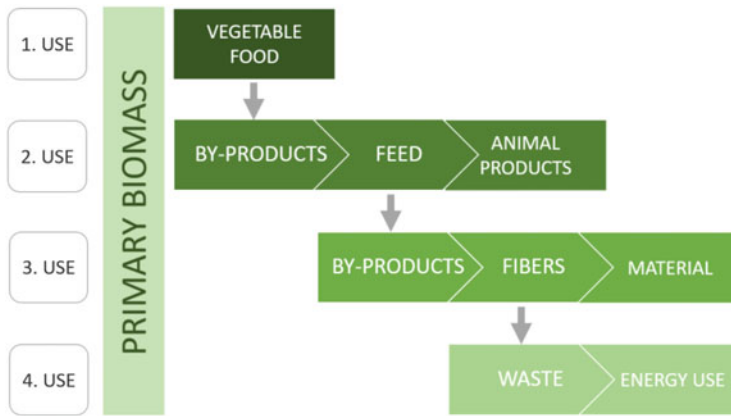 1. USE
PRIMARY BIOMASS
VEGETABLE
FOOD
2. USE
BY-PRODUCTS
FEED
ANIMAL
PRODUCTS
3. USE
BY-PRODUCTS
FIBERS
MATERIAL
4. USE
WASTE
ENERGY USE